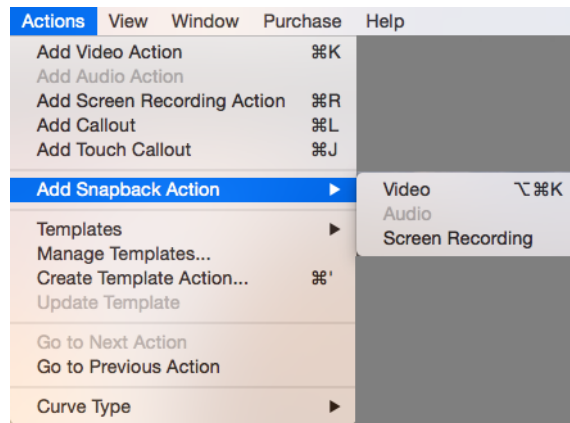 Actions View Window Purchase Help
Add Video Action ⌘K
Add Audio Action
Add Screen Recording Action ⌘R
Add Callout ⌘L
Add Touch Callout ⌘J
Add Snapback Action ▶
Video ⌥⌘K
Audio
Screen Recording
Templates ▶
Manage Templates...
Create Template Action... ⌘'
Update Template
Go to Next Action
Go to Previous Action
Curve Type ▶